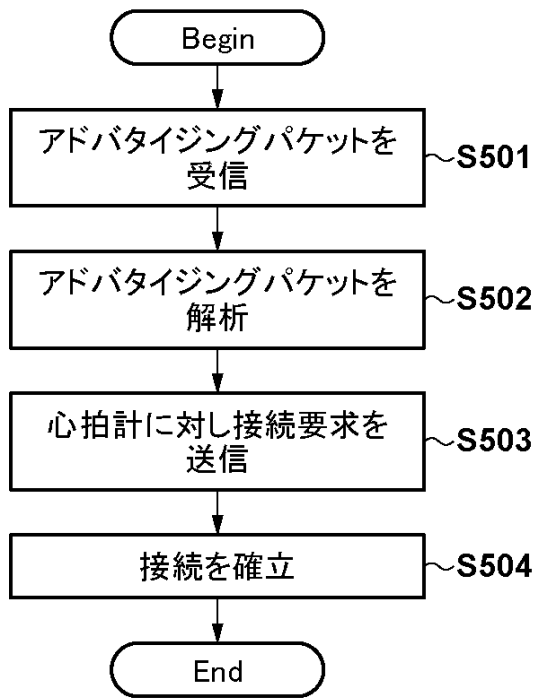 Begin
アドバタイジングパケットを
受信
S501
アドバタイジングパケットを
解析
S502
心拍計に対し接続要求を
送信
S503
接続を確立
S504
End